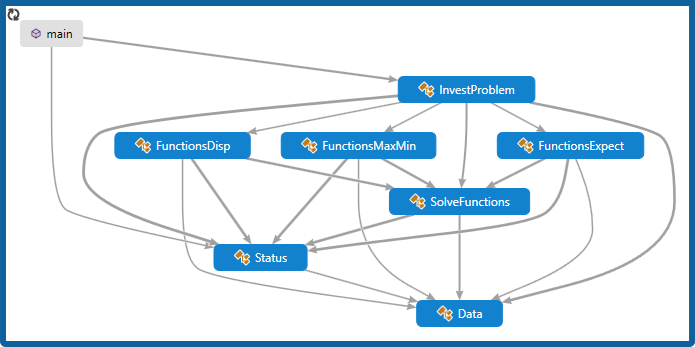 main
InvestProblem
FunctionsDisp
FunctionsMaxMin
FunctionsExpect
SolveFunctions
Status
Data